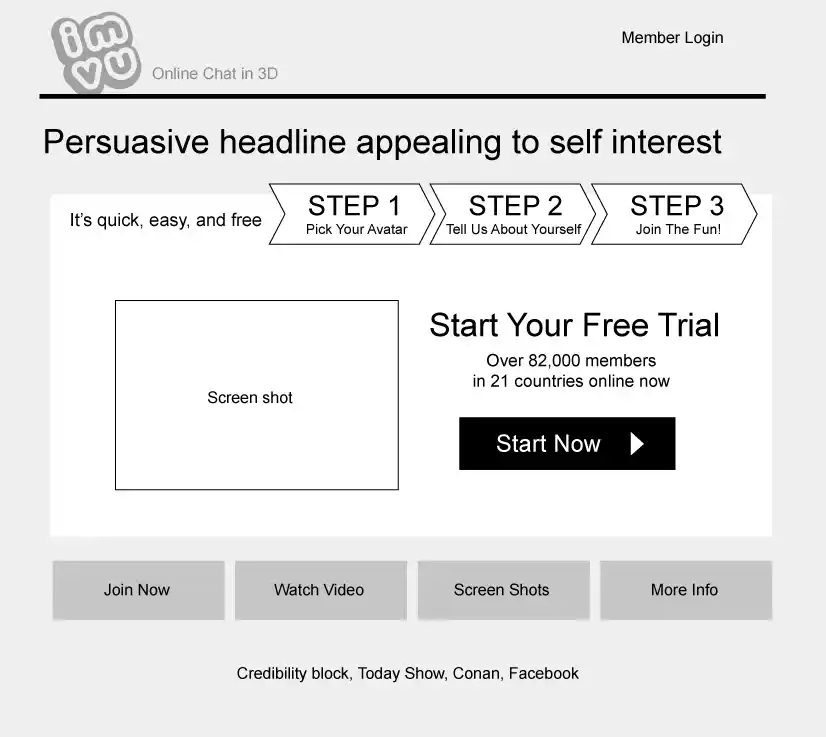 imvu
Online Chat in 3D
Member Login
Persuasive headline appealing to self interest
It's quick, easy, and free
STEP 1
Pick Your Avatar
STEP 2
Tell Us About Yourself
STEP 3
Join The Fun!
Screen shot
Start Your Free Trial
Over 82,000 members
in 21 countries online now
Start Now
Join Now
Watch Video
Screen Shots
More Info
Credibility block, Today Show, Conan, Facebook